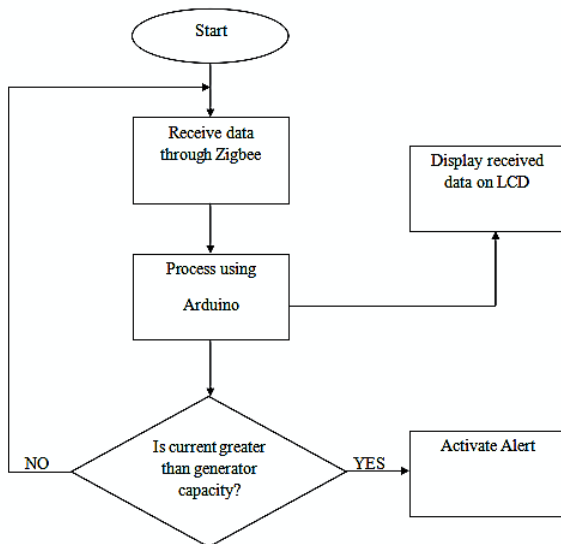 Start
Receive data
through Zigbee
Display received
data on LCD
Process using
Arduino
Is current greater
than generator
capacity?
NO
YES
Activate Alert